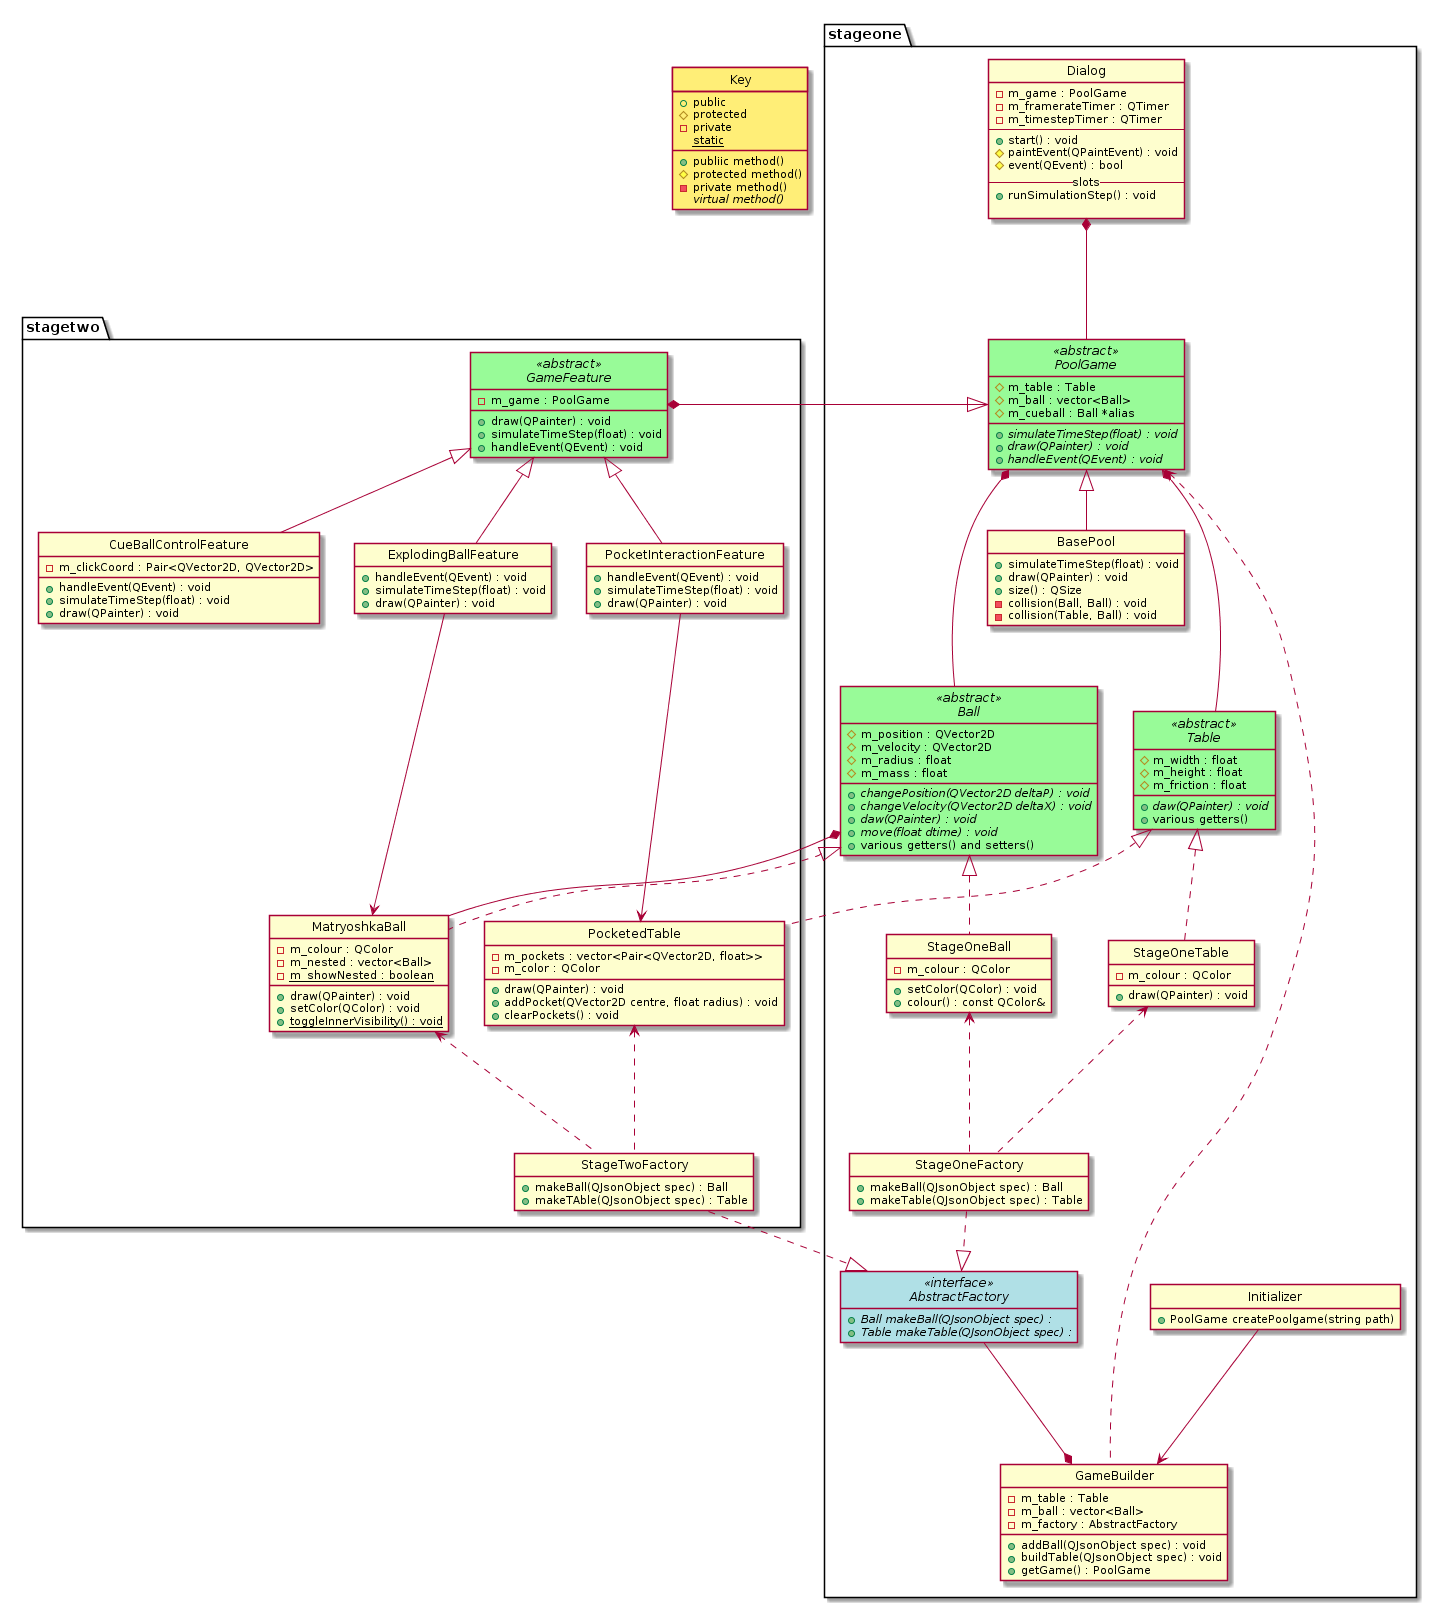 stageone
Key
public
protected
private
static
publiic method()
protected method()
private method()
virtual method()
Dialog
m_game : PoolGame
m_framerateTimer : QTimer
m_timestepTimer : QTimer
start() : void
paintEvent(QPaintEvent) : void
event(QEvent) : bool
slots
runSimulationStep() : void
stagetwo
«abstract»
GameFeature
m_game : PoolGame
draw(QPainter) : void
simulateTimeStep(float) : void
handleEvent(QEvent) : void
«abstract»
PoolGame
m_table : Table
m_ball : vector<Ball>
m_cueball : Ball *alias
simulateTimeStep(float) : void
draw(QPainter) : void
handleEvent(QEvent) : void
CueBallControlFeature
m_clickCoord : Pair<QVector2D, QVector2D>
handleEvent(QEvent) : void
simulateTimeStep(float) : void
draw(QPainter) : void
ExplodingBallFeature
handleEvent(QEvent) : void
simulateTimeStep(float) : void
draw(QPainter) : void
PocketInteractionFeature
handleEvent(QEvent) : void
simulateTimeStep(float) : void
draw(QPainter) : void
BasePool
simulateTimeStep(float) : void
draw(QPainter) : void
size() : QSize
collision(Ball, Ball) : void
collision(Table, Ball) : void
«abstract»
Ball
m_position : QVector2D
m_velocity : QVector2D
m_radius : float
m_mass : float
changePosition(QVector2D deltaP) : void
changeVelocity(QVector2D deltaX) : void
daw(QPainter) : void
move(float dtime) : void
various getters() and setters()
«abstract»
Table
m_width : float
m_height : float
m_friction : float
daw(QPainter) : void
various getters()
MatryoshkaBall
m_colour : QColor
m_nested : vector<Ball>
m_showNested : boolean
draw(QPainter) : void
setColor(QColor) : void
toggleInnerVisibility() : void
PocketedTable
m_pockets : vector<Pair<QVector2D, float>>
m_color : QColor
draw(QPainter) : void
addPocket(QVector2D centre, float radius) : void
clearPockets() : void
StageOneBall
m_colour : QColor
setColor(QColor) : void
colour() : const QColor&
StageOneTable
m_colour : QColor
draw(QPainter) : void
StageTwoFactory
makeBall(QJsonObject spec) : Ball
makeTAble(QJsonObject spec) : Table
StageOneFactory
makeBall(QJsonObject spec) : Ball
makeTable(QJsonObject spec) : Table
«interface»
AbstractFactory
Ball makeBall(QJsonObject spec) :
Table makeTable(QJsonObject spec) :
Initializer
PoolGame createPoolgame(string path)
GameBuilder
m_table : Table
m_ball : vector<Ball>
m_factory : AbstractFactory
addBall(QJsonObject spec) : void
buildTable(QJsonObject spec) : void
getGame() : PoolGame